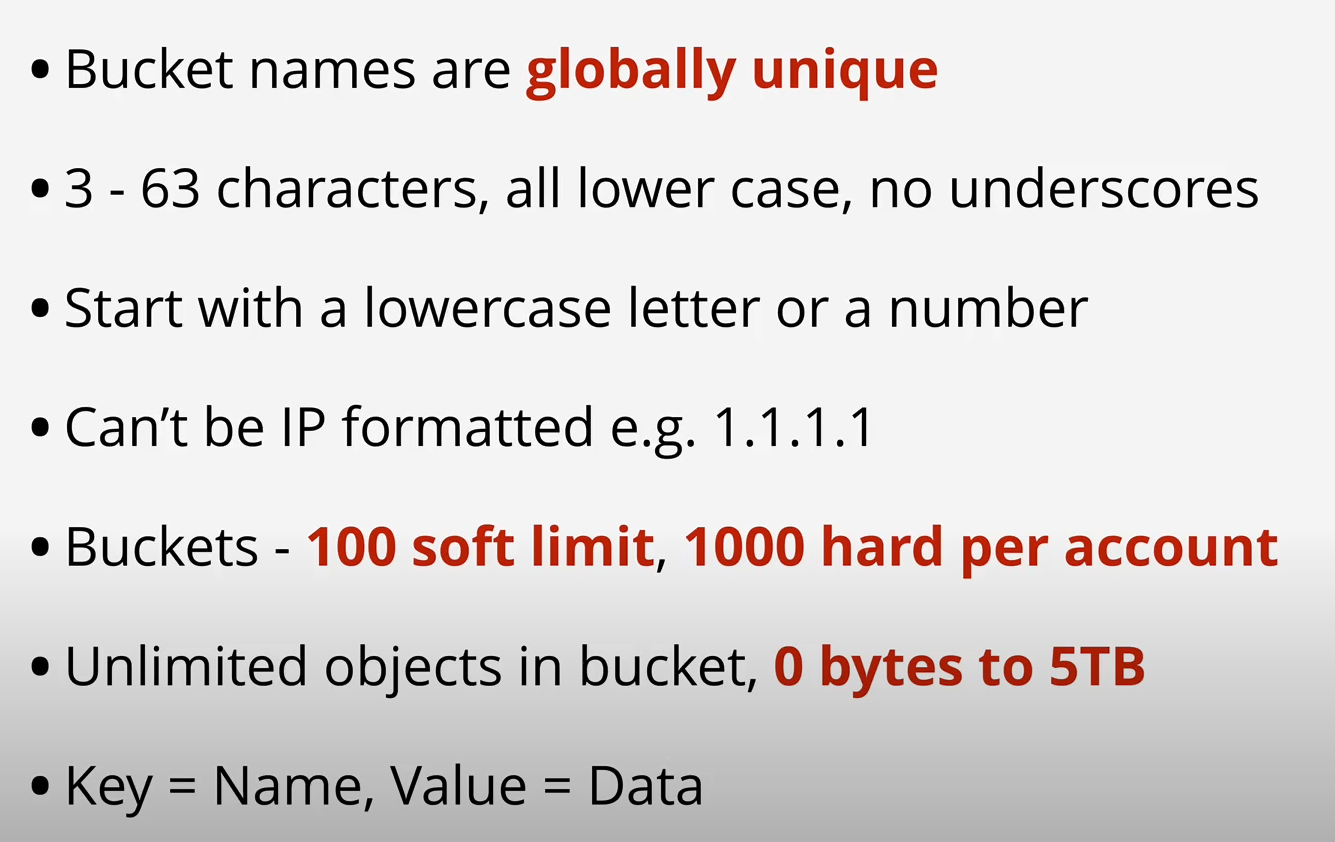 • Bucket names are globally unique
• 3 - 63 characters, all lower case, no underscores
• Start with a lowercase letter or a number
• Can’t be IP formatted e.g. 1.1.1.1
• Buckets - 100 soft limit, 1000 hard per account
• Unlimited objects in bucket, 0 bytes to 5TB
• Key = Name, Value = Data